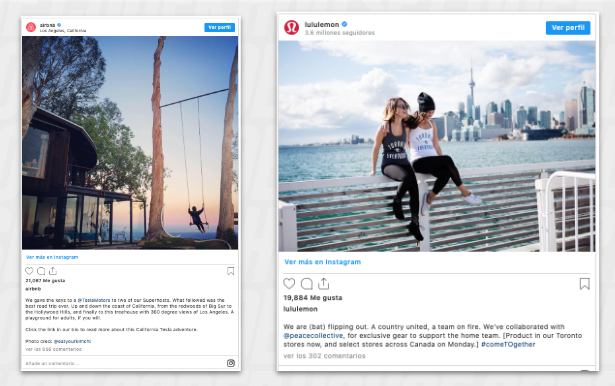 airbnb
Los Angeles, California
Ver perfil
Ver más en Instagram
21,067 Me gusta
airbnb
We gave the keys to a @TeslaMotors to two of our Superhosts. What followed was the
best road trip ever. Up and down the coast of California, from the redwoods of Big Sur to
the Hollywood Hills, and finally to this treehouse with 360 degree views of Los Angeles. A
playground for adults, if you will.
Click the link in our bio to read more about this California Tesla adventure.
Photo cred:
ver los 656 comentarios
Añade un comentario...
lululemon
3.6 millones seguidores
Ver perfil
TORONTO
EVERYTHING
TORONTO
EVERYTHING
Ver más en Instagram
19,884 Me gusta
lululemon
We are (bat) flipping out. A country united, a team on fire. We've collaborated with
@peacecollective, for exclusive gear to support the home team. [Product in our Toronto
stores now, and select stores across Canada on Monday.] #comeTOgether
ver los 302 comentarios